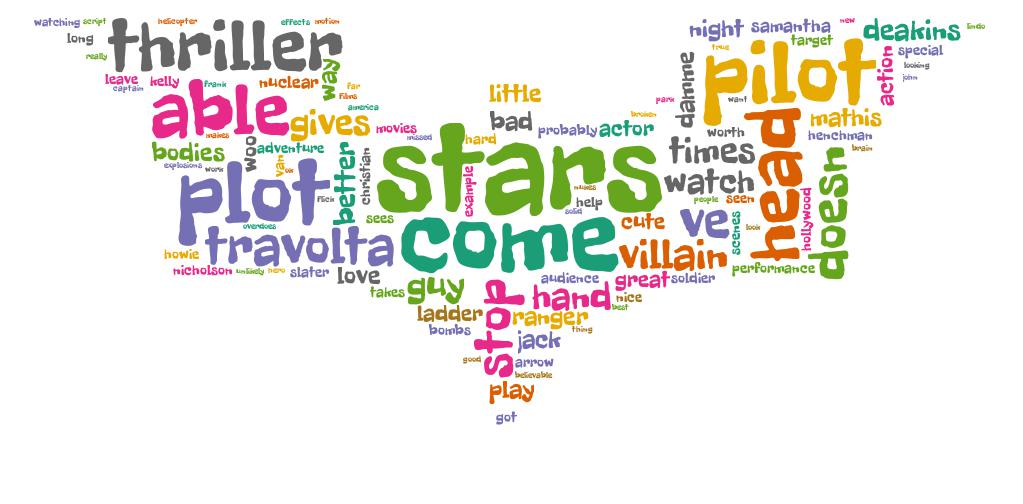 watching script helicopter effects motion
long thriller
really
leave kelly frank nuclear way far
captain films
able america
makes gives movies
missed
bodies woo adventure
explosions work van ok
plot flick better christian
overdoes sees
howie travolta
nicholson unlikely hero slater love
takes guy
little
bad probably actor
hard
stars
example makes help
solid
come cute
villain
audience great soldier
stop hand nice
best
ladder ranger
bombs thing
jack
good arrow
believable
play
got
night samantha new deakins lindo
true target special
damme pilot action looking
john
park want
broken worth head mathis
henchman
times brain
watch doesn
people seen hollywood
ve scenes look
performance